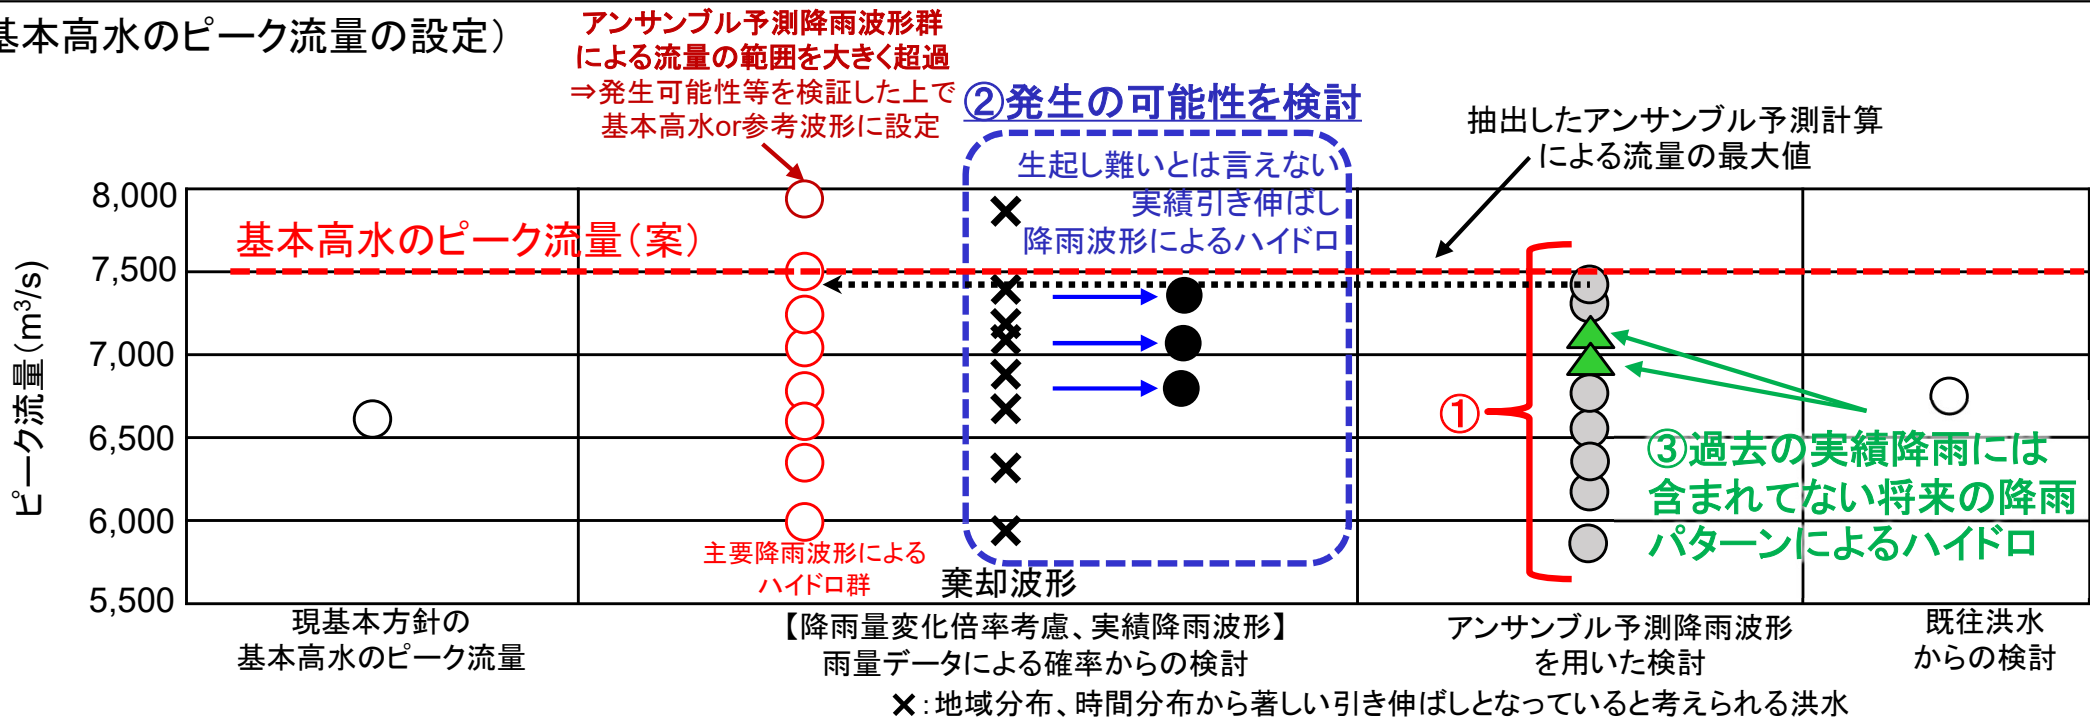 基本高水のピーク流量の設定）
アンサンブル予測降雨波形群
による流量の範囲を大きく超過
⇒発生可能性等を検証した上で
基本高水or参考波形に設定
②発生の可能性を検討
生起し難いとは言えない
実績引き伸ばし
降雨波形によるハイドロ
抽出したアンサンブル予測計算
による流量の最大値
基本高水のピーク流量（案）
ピーク流量（m³/s）
8,000
7,500
7,000
6,500
6,000
5,500
①
③過去の実績降雨には
含まれてない将来の降雨
パターンによるハイドロ
主要降雨波形による
ハイドロ群
棄却波形
現基本方針の
基本高水のピーク流量
【降雨量変化倍率考慮、実績降雨波形】
雨量データによる確率からの検討
アンサンブル予測降雨波形
を用いた検討
既往洪水
からの検討
×：地域分布、時間分布から著しい引き伸ばしとなっていると考えられる洪水